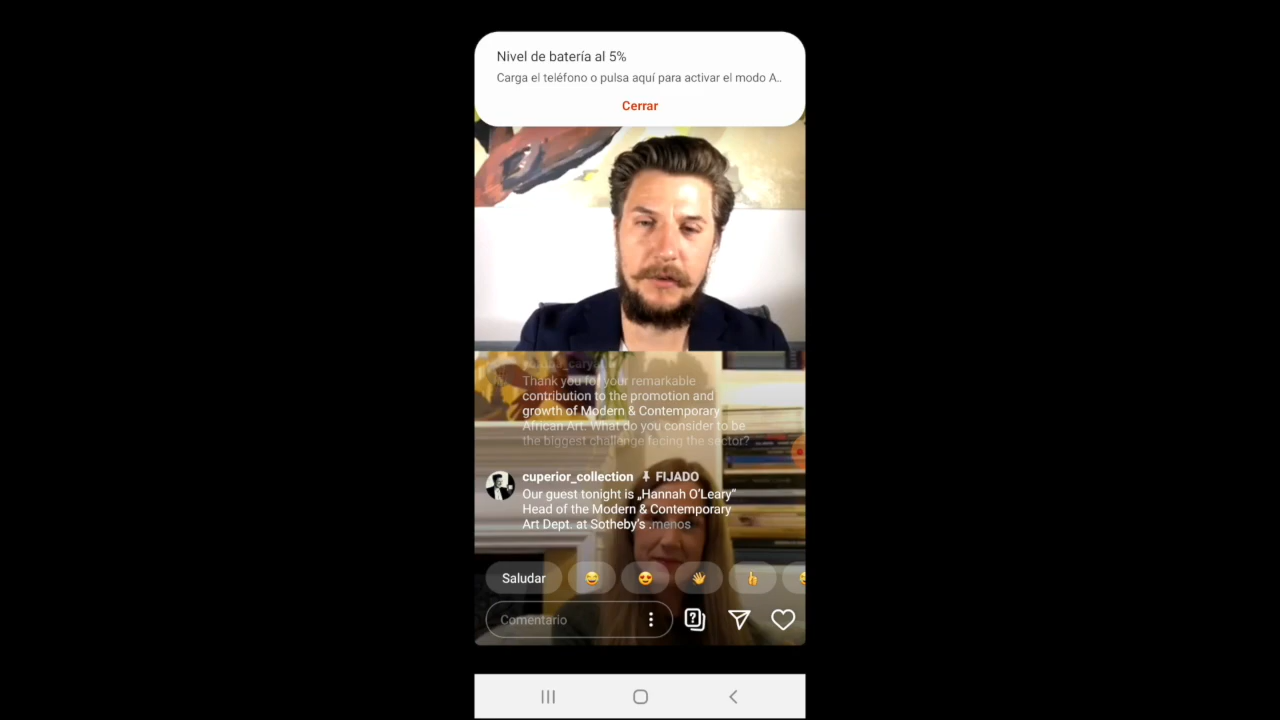 Nivel de batería al 5%
Carga el teléfono o pulsa aquí para activar el modo A..
Cerrar
Thank you for your remarkable
contribution to the promotion and
growth of Modern & Contemporary
African Art. What do you consider to be
the biggest challenge facing the sector?
cuperior_collection FIJADO
Our guest tonight is „Hannah O'Leary"
Head of the Modern & Contemporary
Art Dept. at Sotheby's .menos
Saludar
Comentario